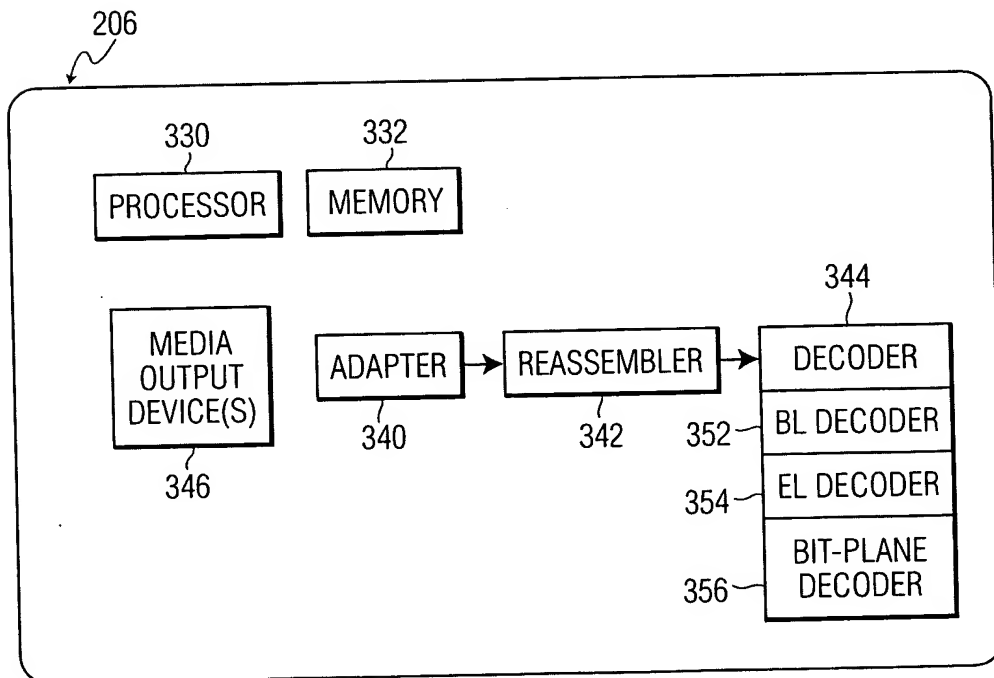 206
330
332
PROCESSOR
MEMORY
344
MEDIA
OUTPUT
DEVICE(S)
ADAPTER
REASSEMBLER
DECODER
340
342
352
BL DECODER
346
354
EL DECODER
356
BIT-PLANE
DECODER